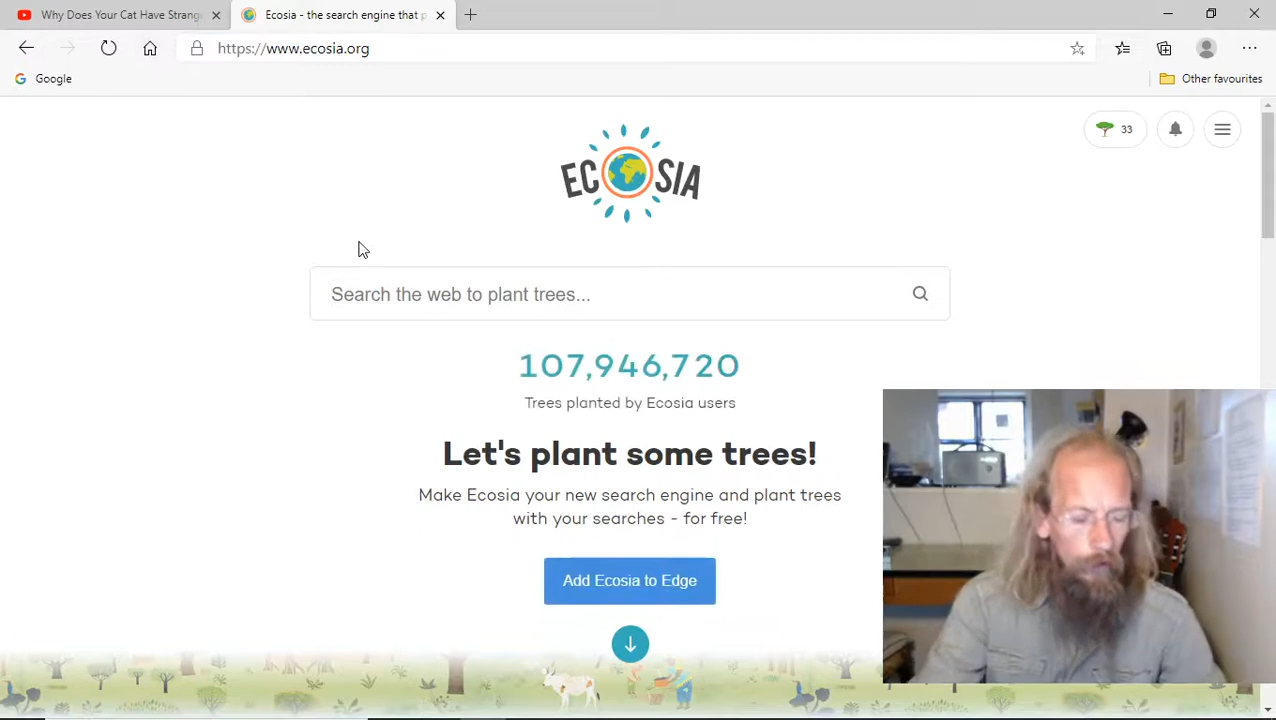 Why Does Your Cat Have Strang
Ecosia - the search engine that p
https://www.ecosia.org
Google
Other favourites
33
ECOSIA
Search the web to plant trees...
107,946,720
Trees planted by Ecosia users
Let's plant some trees!
Make Ecosia your new search engine and plant trees
with your searches - for free!
Add Ecosia to Edge